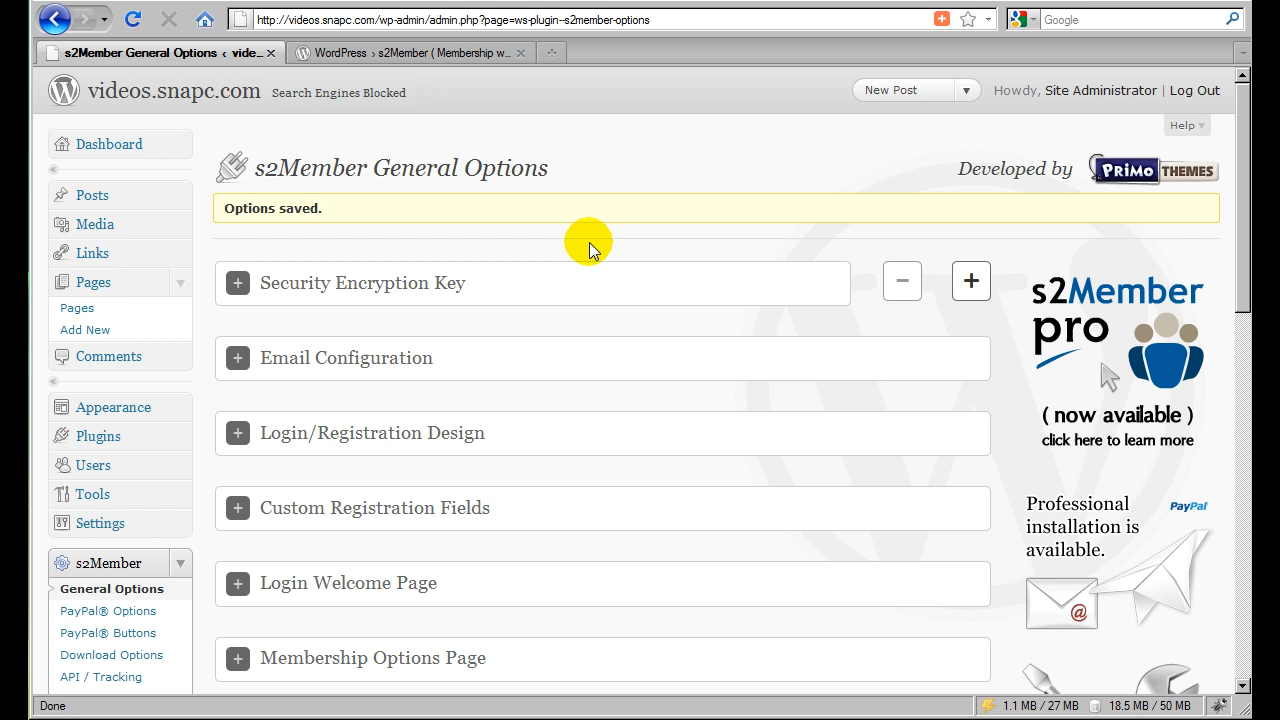 http://videos.snapc.com/wp-admin/admin.php?page=ws-plugin--s2member-options
Google
s2Member General Options ‹ vide...
WordPress › s2Member ( Membership w...
videos.snapc.com
Search Engines Blocked
New Post
Howdy, Site Administrator | Log Out
Help
Dashboard
Posts
Media
Links
Pages
Pages
Add New
Comments
Appearance
Plugins
Users
Tools
Settings
s2Member
General Options
PayPal® Options
PayPal® Buttons
Download Options
API / Tracking
s2Member General Options
Developed by
PRiMo THEMES
Options saved.
Security Encryption Key
Email Configuration
Login/Registration Design
Custom Registration Fields
Login Welcome Page
Membership Options Page
s2Member
pro
( now available )
click here to learn more
Professional
installation is
available.
PayPal
@
Done
1.1 MB / 27 MB
18.5 MB / 50 MB